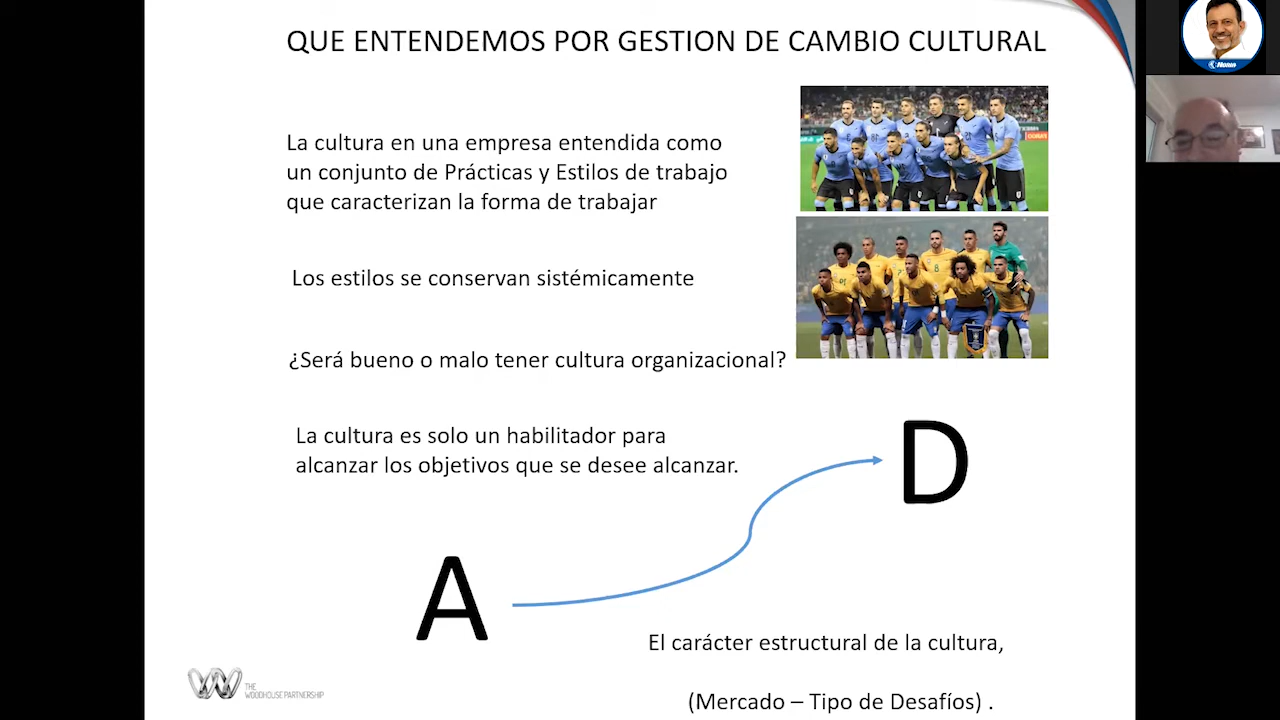 QUE ENTENDEMOS POR GESTION DE CAMBIO CULTURAL
La cultura en una empresa entendida como
un conjunto de Prácticas y Estilos de trabajo
que caracterizan la forma de trabajar
Los estilos se conservan sistémicamente
¿Será bueno o malo tener cultura organizacional?
La cultura es solo un habilitador para
alcanzar los objetivos que se desee alcanzar.
D
A
El carácter estructural de la cultura,
(Mercado – Tipo de Desafíos) .
THE
WOODHOUSE PARTNERSHIP